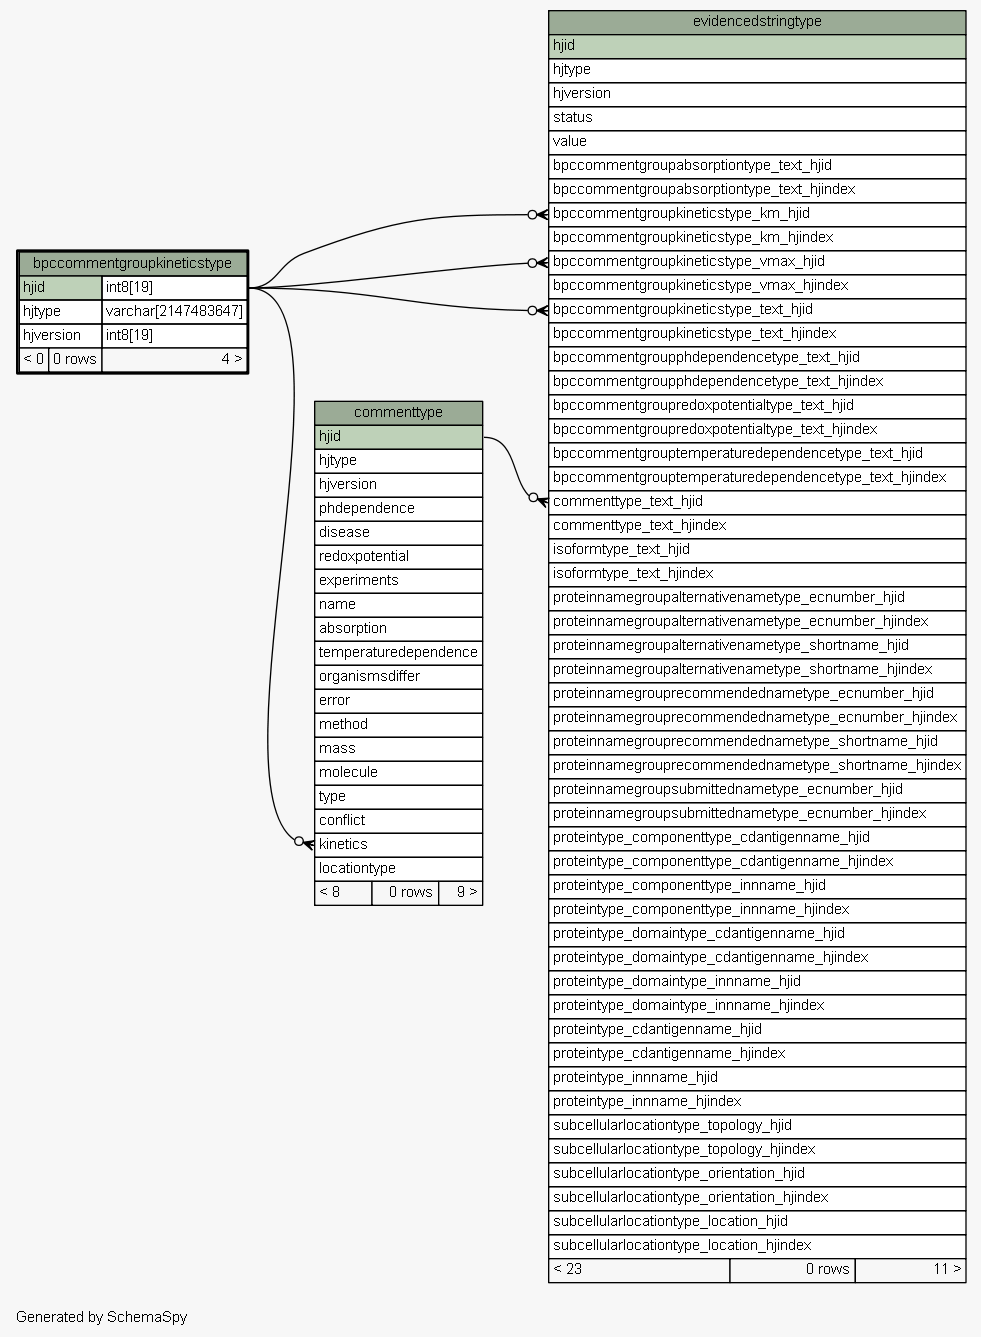 evidencedstringtype
hjid
hjtype
hjversion
status
value
bpccommentgroupabsorptiontype_text_hjid
bpccommentgroupabsorptiontype_text_hjindex
bpccommentgroupkineticstype_km_hjid
bpccommentgroupkineticstype_km_hjindex
bpccommentgroupkineticstype_vmax_hjid
bpccommentgroupkineticstype_vmax_hjindex
bpccommentgroupkineticstype_text_hjid
bpccommentgroupkineticstype_text_hjindex
bpccommentgroupphdependencetype_text_hjid
bpccommentgroupphdependencetype_text_hjindex
bpccommentgroupredoxpotentialtype_text_hjid
bpccommentgroupredoxpotentialtype_text_hjindex
bpccommentgrouptemperaturedependencetype_text_hjid
bpccommentgrouptemperaturedependencetype_text_hjindex
commenttype_text_hjid
commenttype_text_hjindex
isoformtype_text_hjid
isoformtype_text_hjindex
proteinnamegroupalternativenametype_ecnumber_hjid
proteinnamegroupalternativenametype_ecnumber_hjindex
proteinnamegroupalternativenametype_shortname_hjid
proteinnamegroupalternativenametype_shortname_hjindex
proteinnamegrouprecommendednametype_ecnumber_hjid
proteinnamegrouprecommendednametype_ecnumber_hjindex
proteinnamegrouprecommendednametype_shortname_hjid
proteinnamegrouprecommendednametype_shortname_hjindex
proteinnamegroupsubmittednametype_ecnumber_hjid
proteinnamegroupsubmittednametype_ecnumber_hjindex
proteintype_componenttype_cdantigenname_hjid
proteintype_componenttype_cdantigenname_hjindex
proteintype_componenttype_innname_hjid
proteintype_componenttype_innname_hjindex
proteintype_domaintype_cdantigenname_hjid
proteintype_domaintype_cdantigenname_hjindex
proteintype_domaintype_innname_hjid
proteintype_domaintype_innname_hjindex
proteintype_cdantigenname_hjid
proteintype_cdantigenname_hjindex
proteintype_innname_hjid
proteintype_innname_hjindex
subcellularlocationtype_topology_hjid
subcellularlocationtype_topology_hjindex
subcellularlocationtype_orientation_hjid
subcellularlocationtype_orientation_hjindex
subcellularlocationtype_location_hjid
subcellularlocationtype_location_hjindex
< 23 0 rows 11 >
bpccommentgroupkineticstype
hjid int8[19]
hjtype varchar[2147483647]
hjversion int8[19]
< 0 0 rows 4 >
commenttype
hjid
hjtype
hjversion
phdependence
disease
redoxpotential
experiments
name
absorption
temperaturedependence
organismsdiffer
error
method
mass
molecule
type
conflict
kinetics
locationtype
< 8 0 rows 9 >
Generated by SchemaSpy